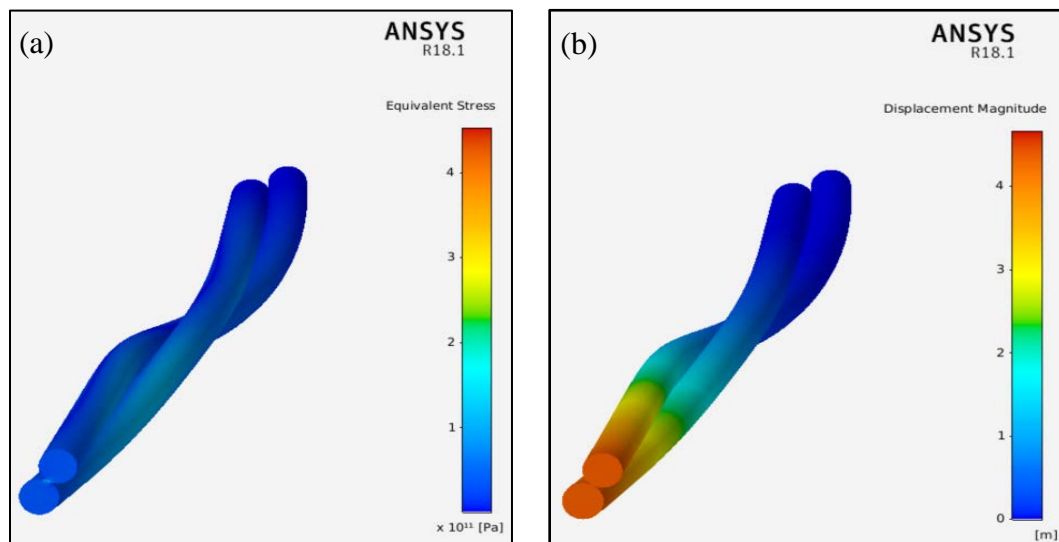 (a)
ANSYS
R18.1
Equivalent Stress
4
3
2
1
x 10¹¹ [Pa]
(b)
ANSYS
R18.1
Displacement Magnitude
4
3
2
1
0
[m]